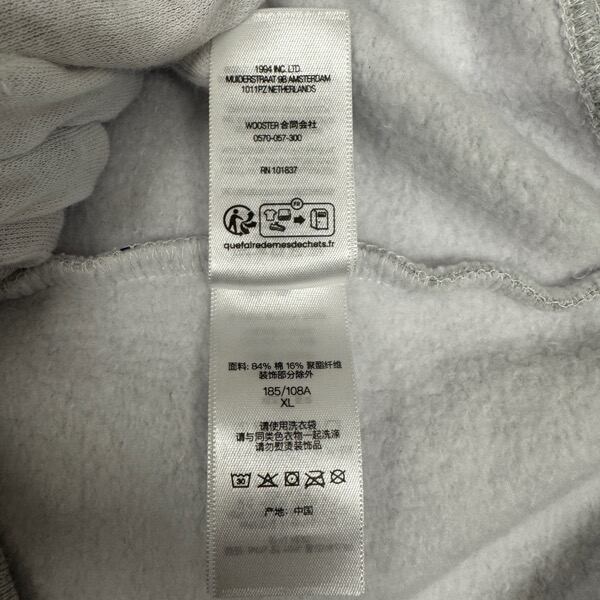 1994 INC. LTD.
MUIDERSTRAAT 9B AMSTERDAM
1011PZ NETHERLANDS
WOOSTER 合同会社
0570-057-300
RN 101837
FR
quefairedemesdechets.fr
面料: 84% 棉 16% 聚酯纤维
装饰部分除外
185/108A
XL
请使用洗衣袋
请与同类色衣物一起洗涤
请勿熨烫装饰品
30
产地: 中国